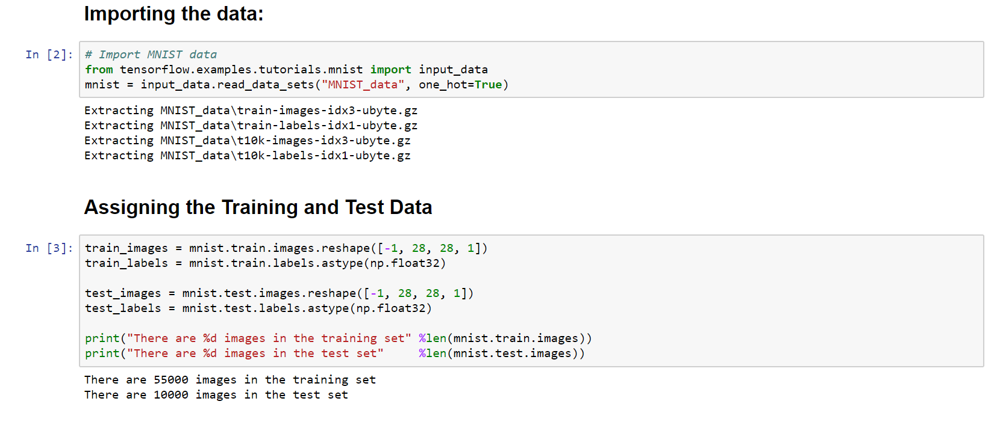 Importing the data:
In [2]: # Import MNIST data
from tensorflow.examples.tutorials.mnist import input_data
mnist = input_data.read_data_sets("MNIST_data", one_hot=True)
Extracting MNIST_data\train-images-idx3-ubyte.gz
Extracting MNIST_data\train-labels-idx1-ubyte.gz
Extracting MNIST_data\t10k-images-idx3-ubyte.gz
Extracting MNIST_data\t10k-labels-idx1-ubyte.gz
Assigning the Training and Test Data
In [3]: train_images = mnist.train.images.reshape([-1, 28, 28, 1])
train_labels = mnist.train.labels.astype(np.float32)
test_images = mnist.test.images.reshape([-1, 28, 28, 1])
test_labels = mnist.test.labels.astype(np.float32)
print("There are %d images in the training set" %len(mnist.train.images))
print("There are %d images in the test set"     %len(mnist.test.images))
There are 55000 images in the training set
There are 10000 images in the test set